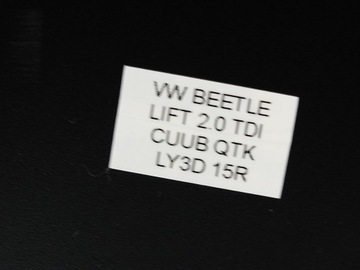 VW BEETLE
LIFT 2.0 TDI
CUUB QTK
LY3D 15R